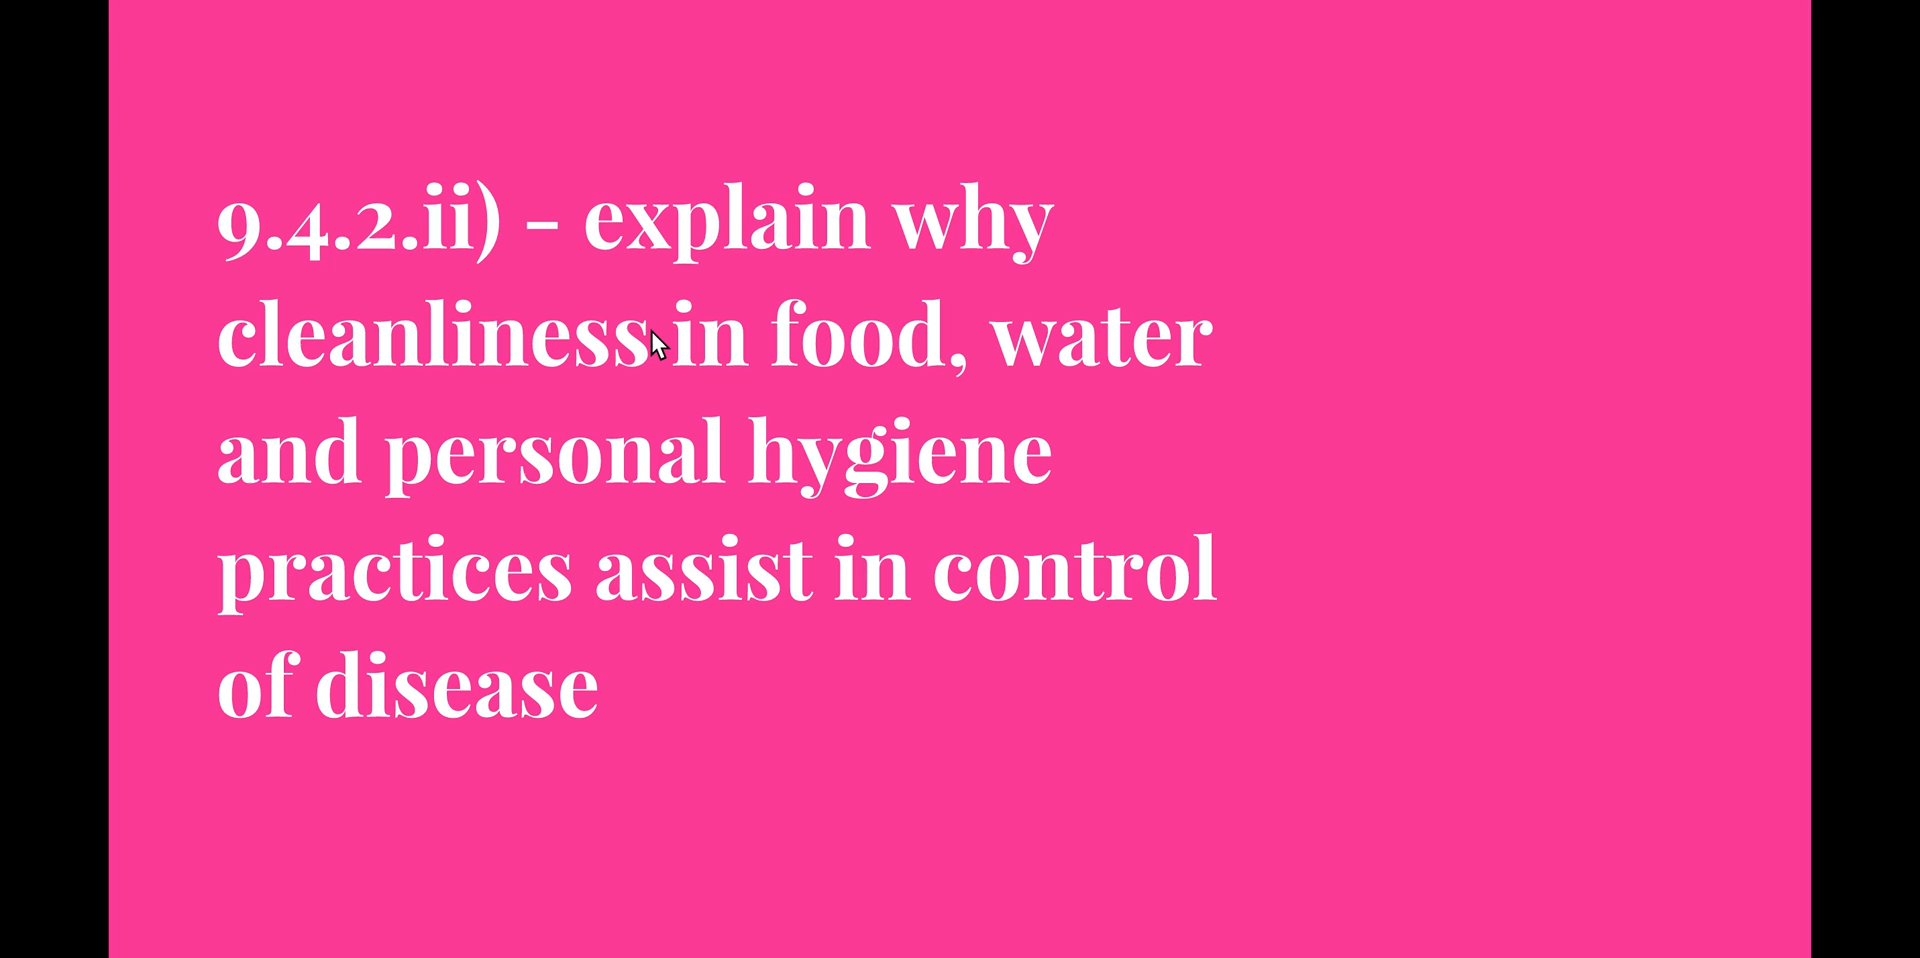 9.4.2.ii) - explain why
cleanliness in food, water
and personal hygiene
practices assist in control
of disease